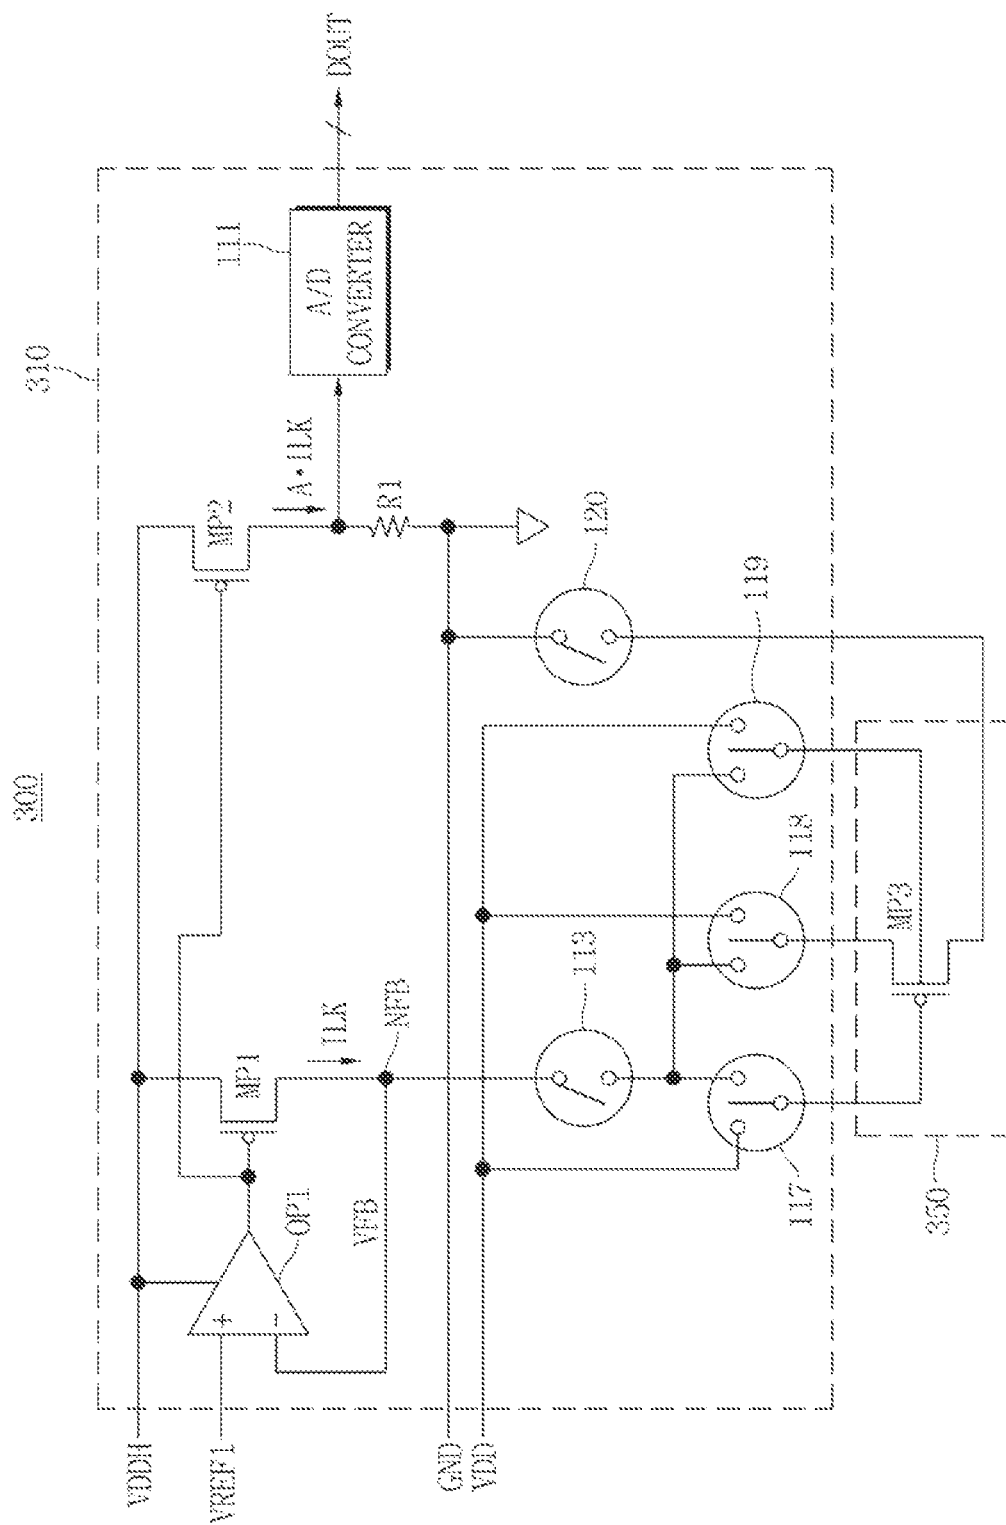 300
310
111
A/D
CONVERTER
DOUT
MP2
A·ILK
R1
MP1
ILK
NFB
OP1
+
−
VFB
VDDH
VREF1
GND
VDD
113
120
117
118
119
MP3
350